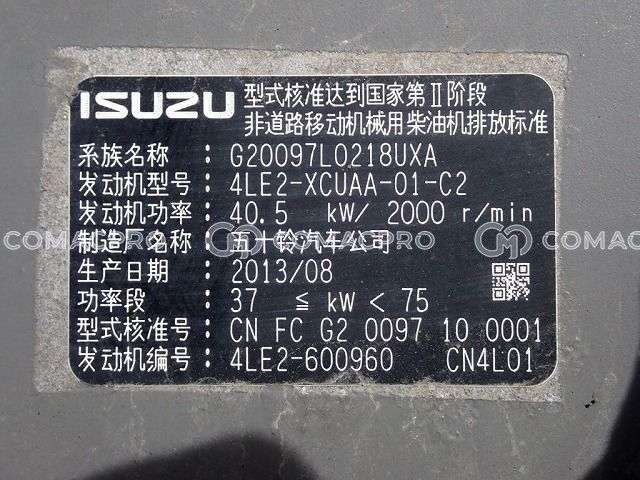 ISUZU 型式核准达到国家第Ⅱ阶段
非道路移动机械用柴油机排放标准
系族名称 : G20097L0218UXA
发动机型号: 4LE2-XCUAA-01-C2
发动机功率: 40.5 kW/ 2000 r/min
制造厂名称: 五十铃汽车公司
COMACPRO COMACPRO COMAC
生产日期 : 2013/08
功率段 : 37 ≦ kW < 75
型式核准号: CN FC G2 0097 10 0001
发动机编号: 4LE2-600960 CN4L01